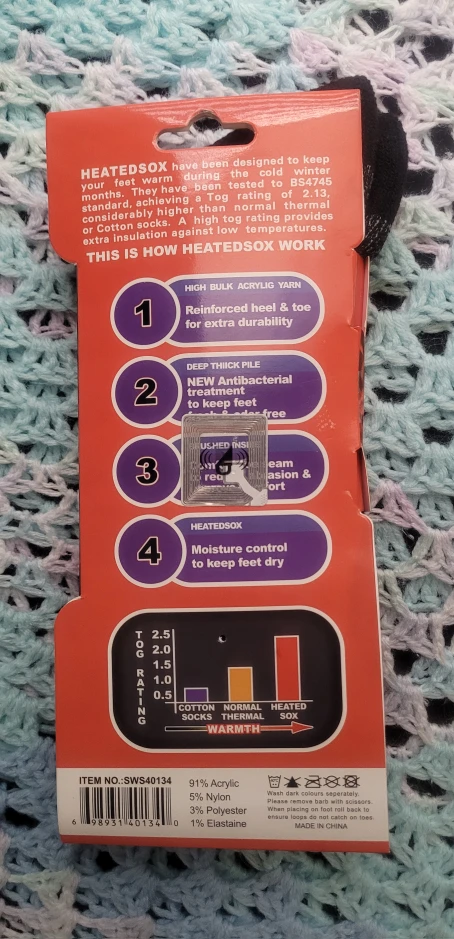 HEATEDSOX have been designed to keep
your feet warm during the cold winter
months. They have been tested to BS4745
standard, achieving a Tog rating of 2.13,
considerably higher than normal thermal
or Cotton socks. A high tog rating provides
extra insulation against low temperatures.
THIS IS HOW HEATEDSOX WORK
1
HIGH BULK ACRYLIG YARN
Reinforced heel & toe
for extra durability
2
DEEP THIICK PILE
NEW Antibacterial
treatment
to keep feet
fresh & odor free
3
to
&
4
HEATEDSOX
Moisture control
to keep feet dry
TOG RATING
2.5
2.0
1.5
1.0
0.5
COTTON SOCKS
NORMAL THERMAL
HEATED SOX
WARMTH
ITEM NO.:SWS40134
6 98931 40134 0
91% Acrylic
5% Nylon
3% Polyester
1% Elastaine
Wash dark colours seperately.
Please remove barb with scissors.
When placing on foot roll back to
ensure loops do not catch on toes.
MADE IN CHINA